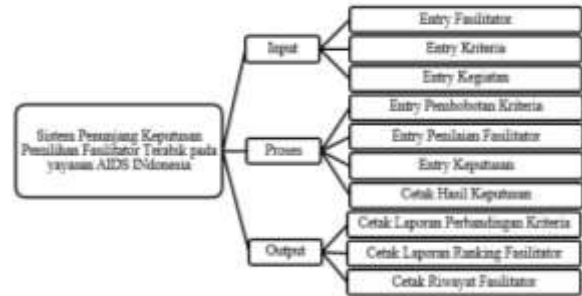 Entry Fasilitator
Input
Entry Kriteria
Entry Kegiatan
Sistem Penunjang Keputusan
Pemilihan Fasilitator Terabik pada
yayasan AIDS INdonesia
Entry Pembobotan Kriteria
Entry Penilaian Fasilitator
Proses
Entry Keputusan
Cetak Hasil Keputusan
Output
Cetak Laporan Perbandingan Kriteria
Cetak Laporan Ranking Fasilitator
Cetak Riwayat Fasilitator